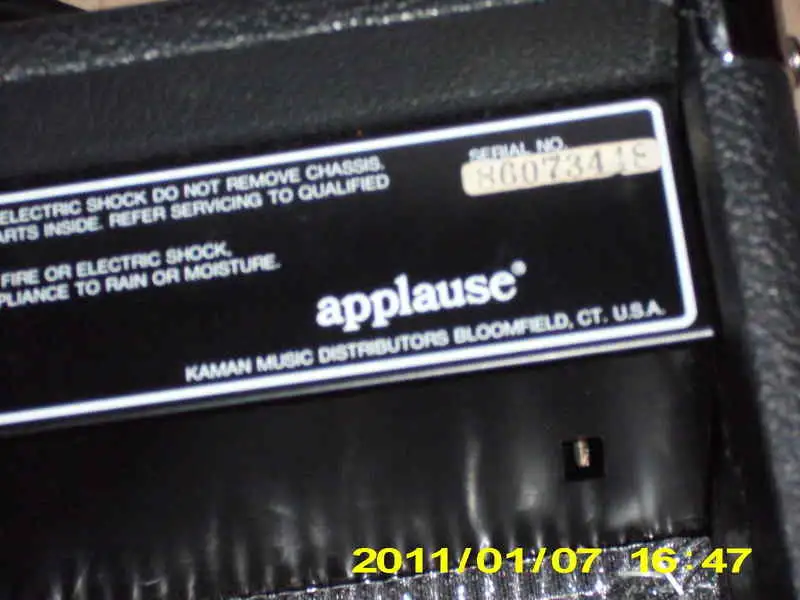 ELECTRIC SHOCK DO NOT REMOVE CHASSIS.
ARTS INSIDE. REFER SERVICING TO QUALIFIED
FIRE OR ELECTRIC SHOCK,
PLIANCE TO RAIN OR MOISTURE.
SERIAL NO.
86073418
applause®
KAMAN MUSIC DISTRIBUTORS BLOOMFIELD, CT. U.S.A.
2011/01/07 16:47